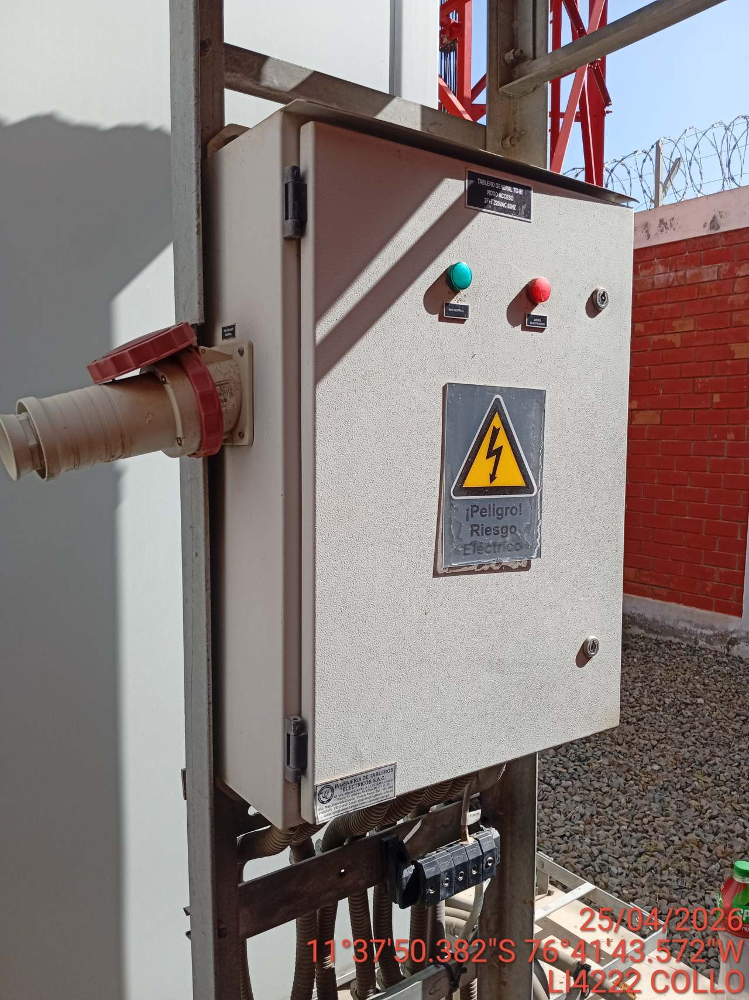 TABLERO GENERAL TG-01
NODO ACCESO
2F+T 220VAC,60HZ
RED NORMAL
GRUPO
ELECTROGENO
¡Peligro!
Riesgo
Eléctrico
INGENIERIA DE TABLEROS
ELECTRICOS S.A.C.
25/04/2026
11°37'50.382"S 76°41'43.572"W
LI4222 COLLO